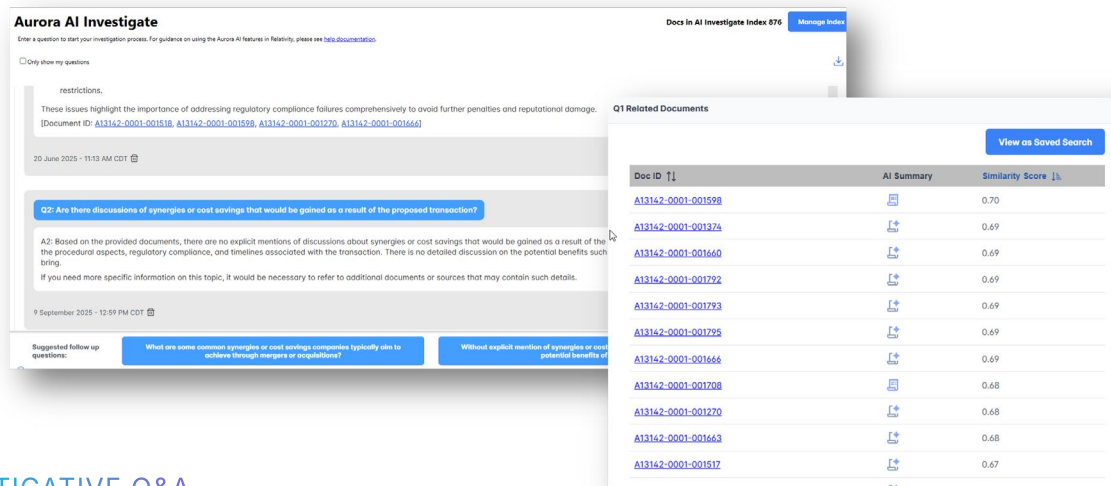 Aurora AI Investigate
Docs in AI Investigate Index 876
Manage Index
Enter a question to start your investigation process. For guidance on using the Aurora AI features in Relativity, please see help documentation.
Only show my questions
restrictions.
These issues highlight the importance of addressing regulatory compliance failures comprehensively to avoid further penalties and reputational damage.
[Document ID: A13142-0001-001518, A13142-0001-001598, A13142-0001-001270, A13142-0001-001666]
20 June 2025 - 11:13 AM CDT
Q2: Are there discussions of synergies or cost savings that would be gained as a result of the proposed transaction?
A2: Based on the provided documents, there are no explicit mentions of discussions about synergies or cost savings that would be gained as a result of the
the procedural aspects, regulatory compliance, and timelines associated with the transaction. There is no detailed discussion on the potential benefits such
bring.
If you need more specific information on this topic, it would be necessary to refer to additional documents or sources that may contain such details.
9 September 2025 - 12:59 PM CDT
Suggested follow up
questions:
What are some common synergies or cost savings companies typically aim to
achieve through mergers or acquisitions?
Without explicit mention of synergies or cost
potential benefits of
Q1 Related Documents
View as Saved Search
Doc ID AI Summary Similarity Score
A13142-0001-001598 0.70
A13142-0001-001374 0.69
A13142-0001-001660 0.69
A13142-0001-001792 0.69
A13142-0001-001793 0.69
A13142-0001-001795 0.69
A13142-0001-001666 0.69
A13142-0001-001708 0.68
A13142-0001-001270 0.68
A13142-0001-001663 0.68
A13142-0001-001517 0.67
TIGATIVE Q&A